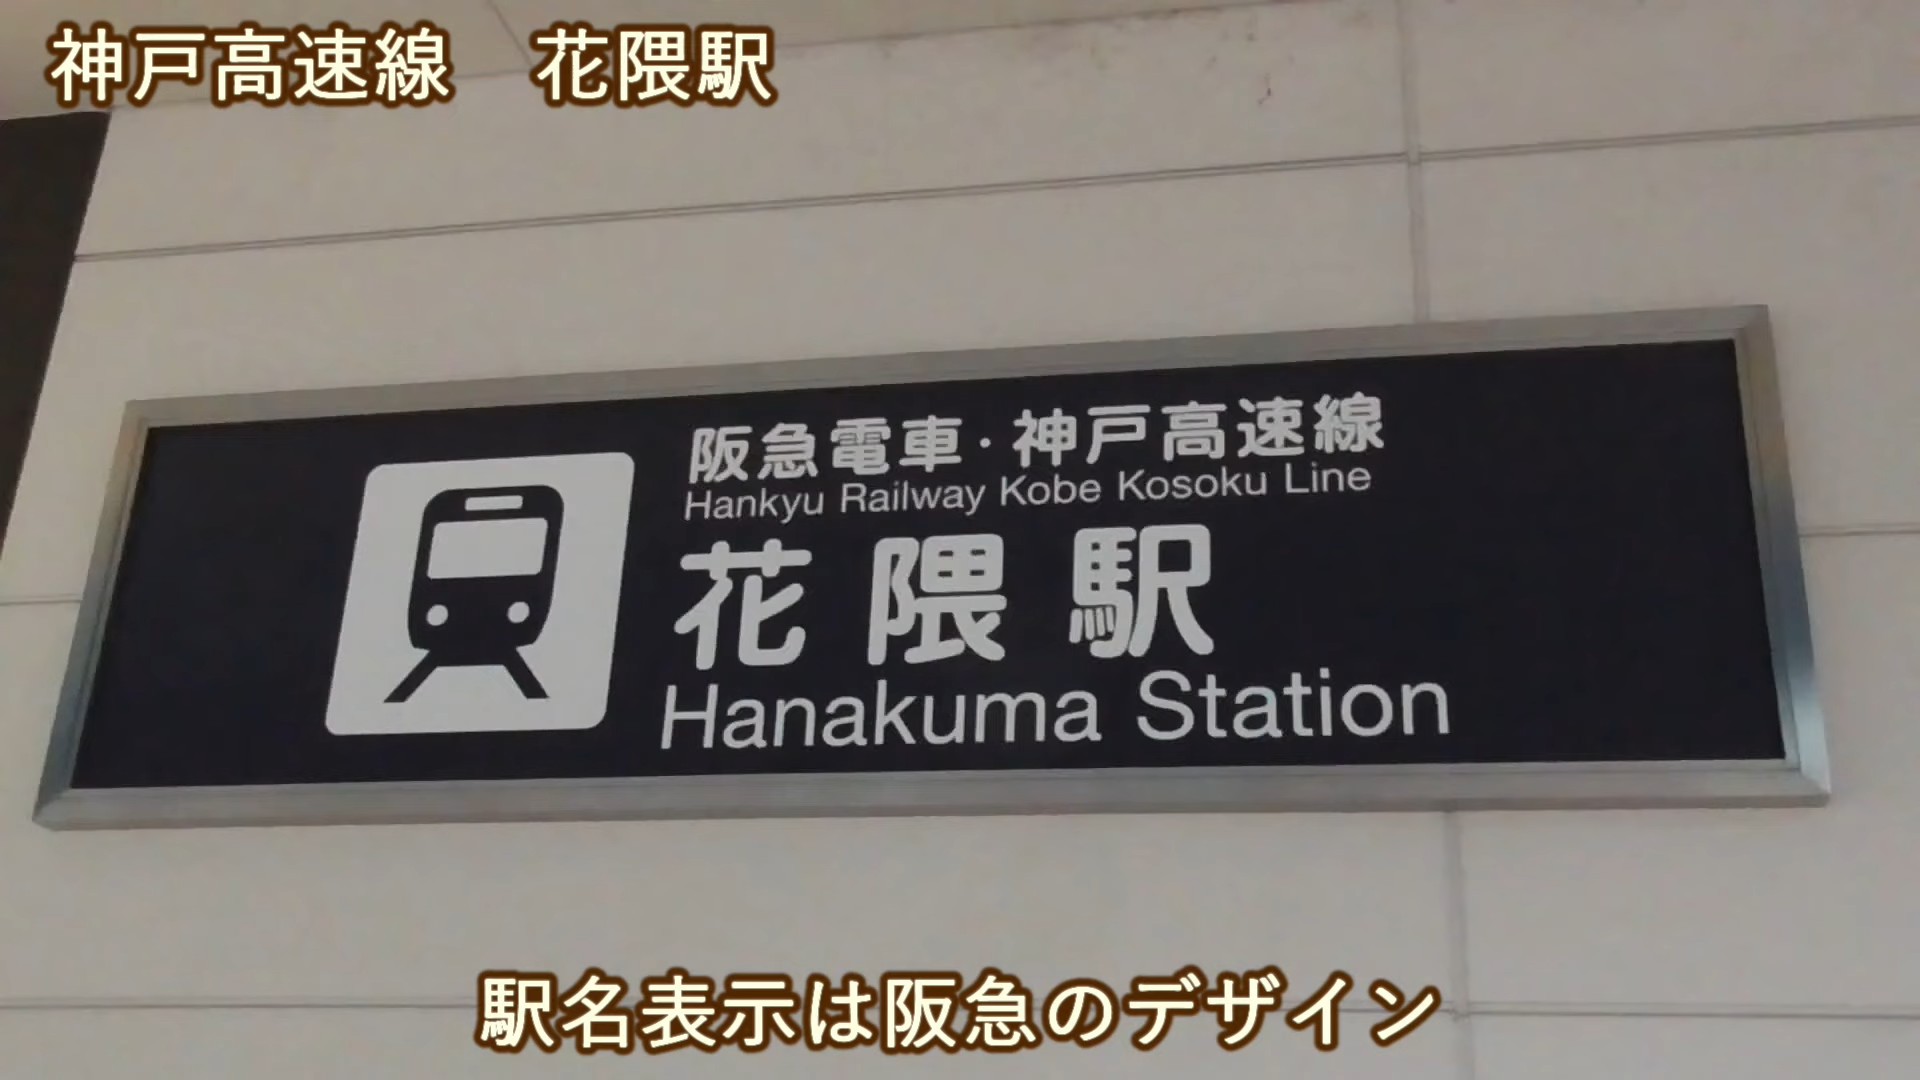 神戸高速線　花隈駅
阪急電車・神戸高速線
Hankyu Railway Kobe Kosoku Line
花隈駅
Hanakuma Station
駅名表示は阪急のデザイン